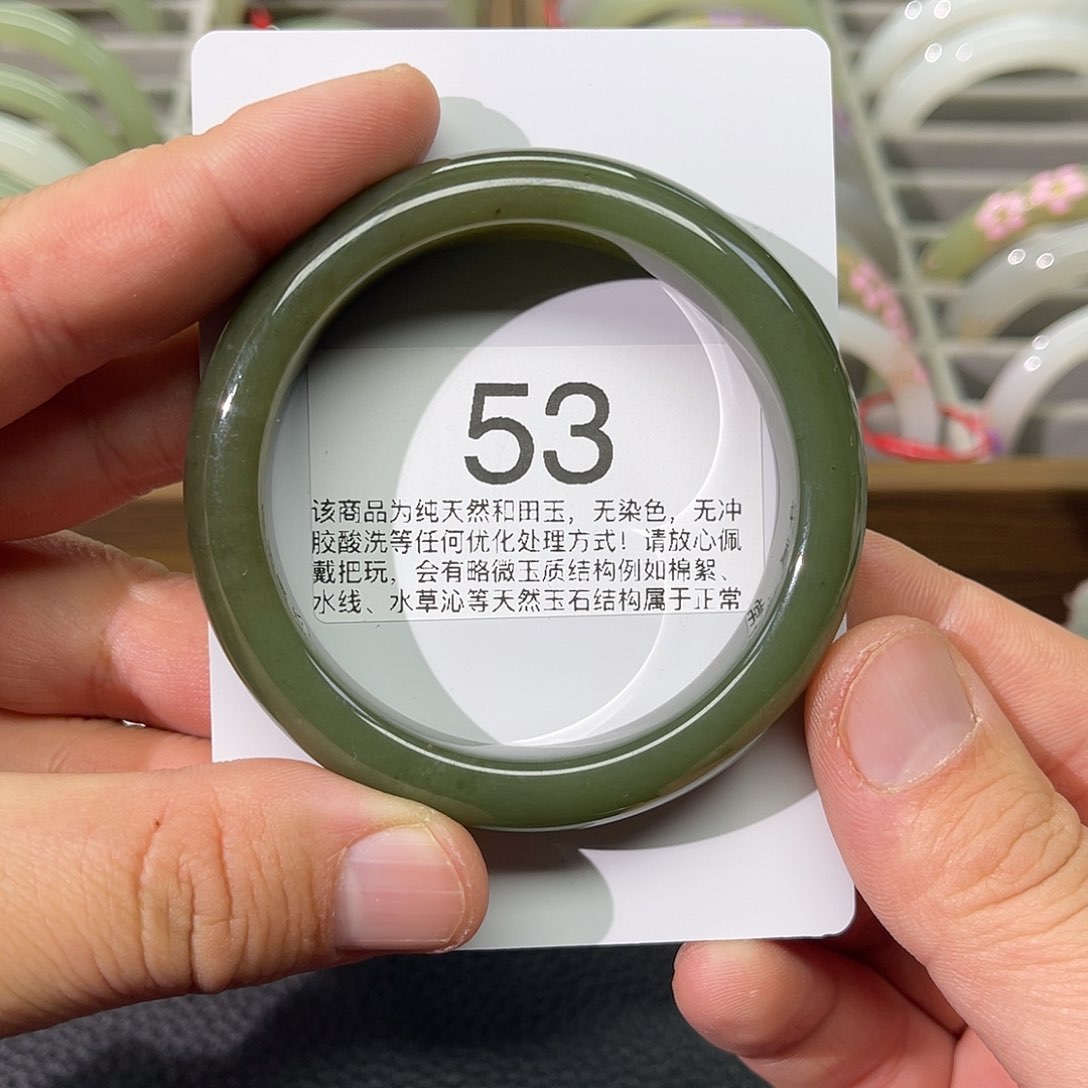 53
该商品为纯天然和田玉，无染色，无冲
胶酸洗等任何优化处理方式！请放心佩
戴把玩，会有略微玉质结构例如棉絮、
水线、水草沁等天然玉石结构属于正常